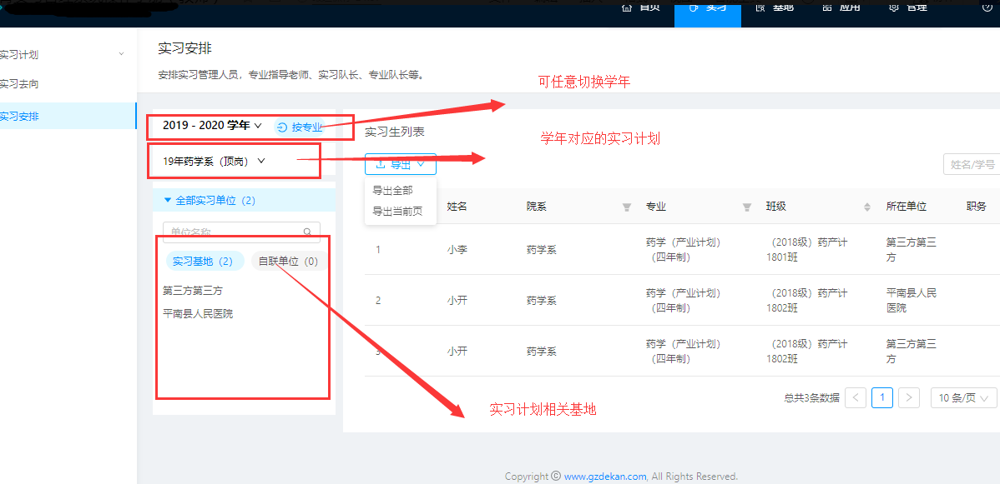 首页
实习
基地
应用
管理
实习计划
实习去向
实习安排
实习安排
安排实习管理人员，专业指导老师、实习队长、专业队长等。
可任意切换学年
2019 - 2020 学年
按专业
实习生列表
学年对应的实习计划
19年药学系（顶岗）
导出
姓名/学号
导出全部
导出当前页
全部实习单位（2）
单位名称
实习基地（2）
自联单位（0）
第三方第三方
平南县人民医院
姓名
院系
专业
班级
所在单位
职务
1
小李
药学系
药学（产业计划）
（四年制）
（2018级）药产计
1801班
第三方第三
方
2
小开
药学系
药学（产业计划）
（四年制）
（2018级）药产计
1802班
平南县人民
医院
3
小开
药学系
药学（产业计划）
（四年制）
（2018级）药产计
1802班
第三方第三
方
总共3条数据
<
1
>
10 条/页
实习计划相关基地
Copyright © www.gzdekan.com, All Rights Reserved.